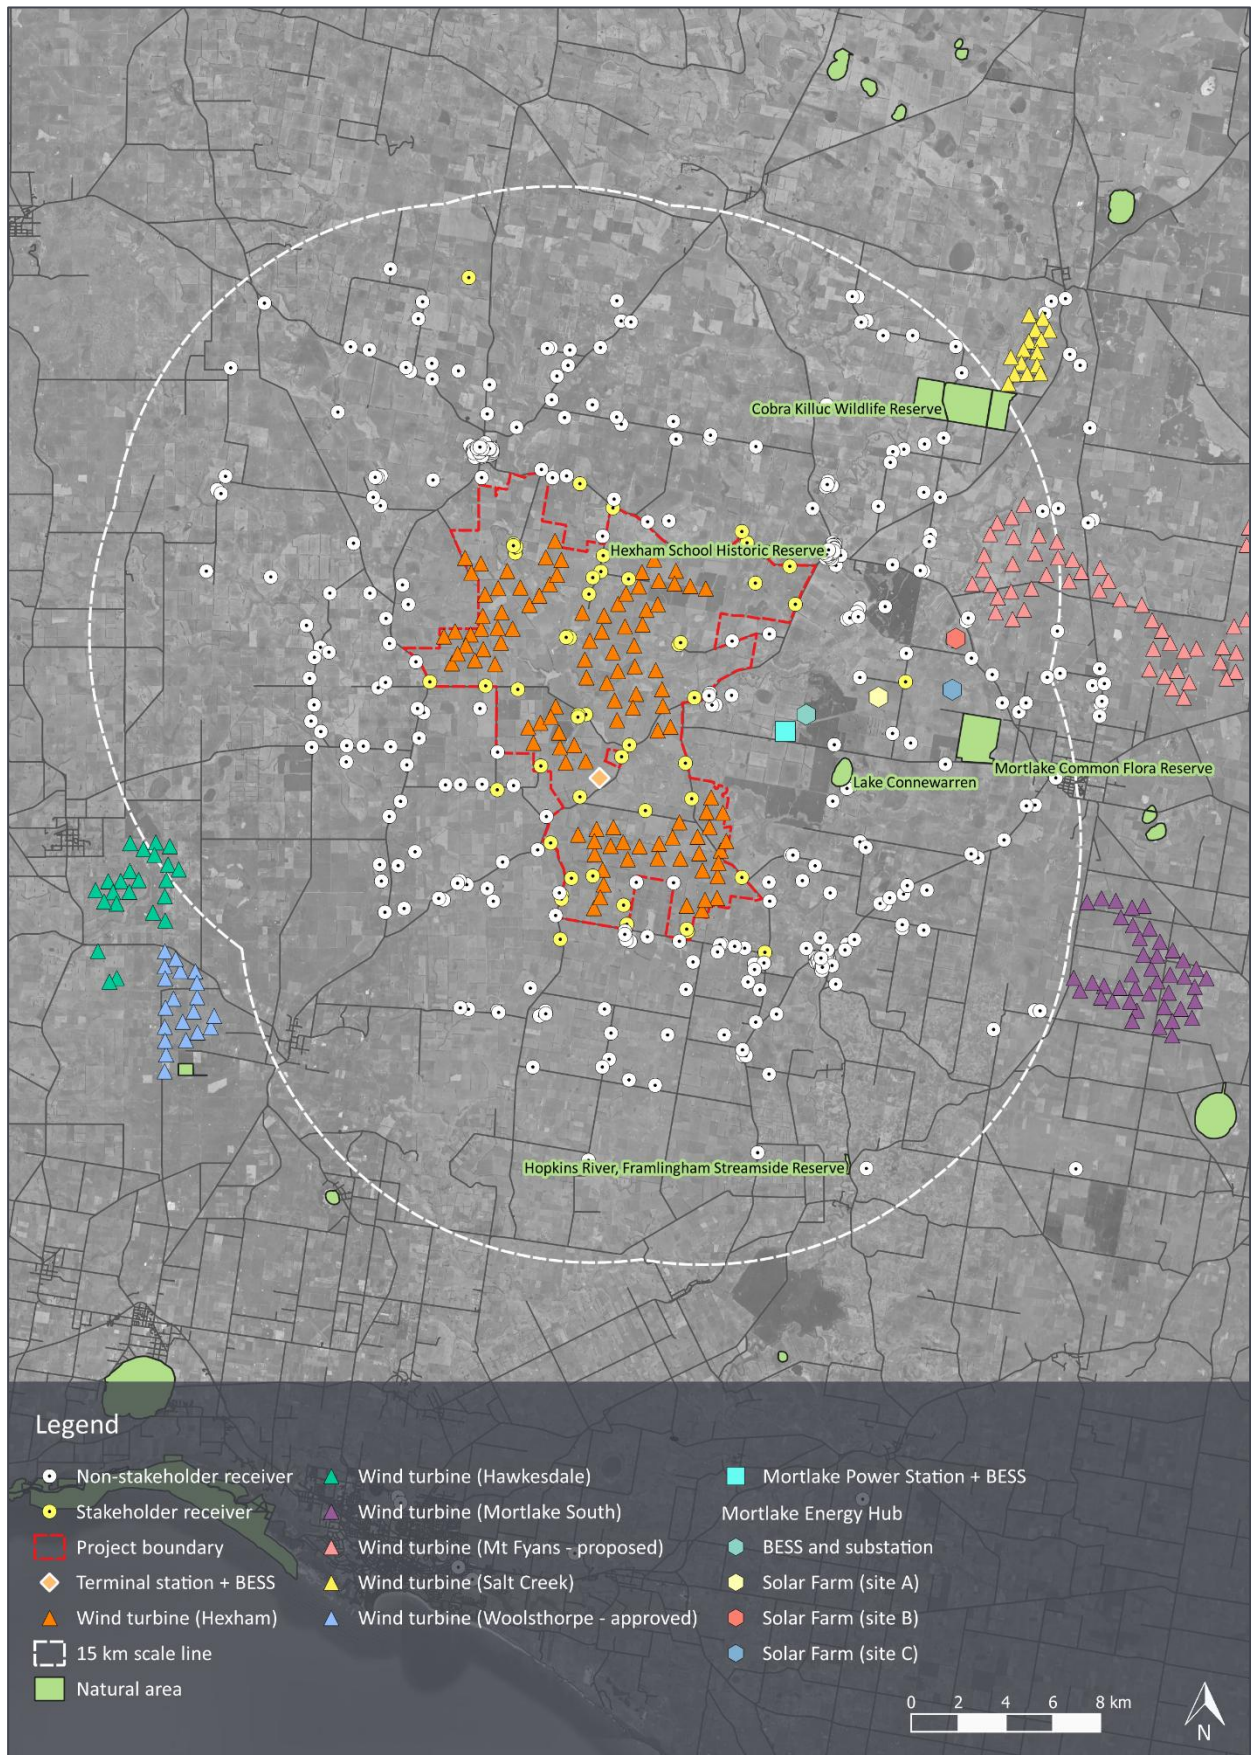 Cobra Killuc Wildlife Reserve
Hexham School Historic Reserve
Mortlake Common Flora Reserve
Lake Connewarren
Hopkins River, Framlingham Streamside Reserve
Legend
Non-stakeholder receiver
Stakeholder receiver
Project boundary
Terminal station + BESS
Wind turbine (Hexham)
15 km scale line
Natural area
Wind turbine (Hawkesdale)
Wind turbine (Mortlake South)
Wind turbine (Mt Fyans - proposed)
Wind turbine (Salt Creek)
Wind turbine (Woolsthorpe - approved)
Mortlake Power Station + BESS
Mortlake Energy Hub
BESS and substation
Solar Farm (site A)
Solar Farm (site B)
Solar Farm (site C)
0 2 4 6 8 km
N